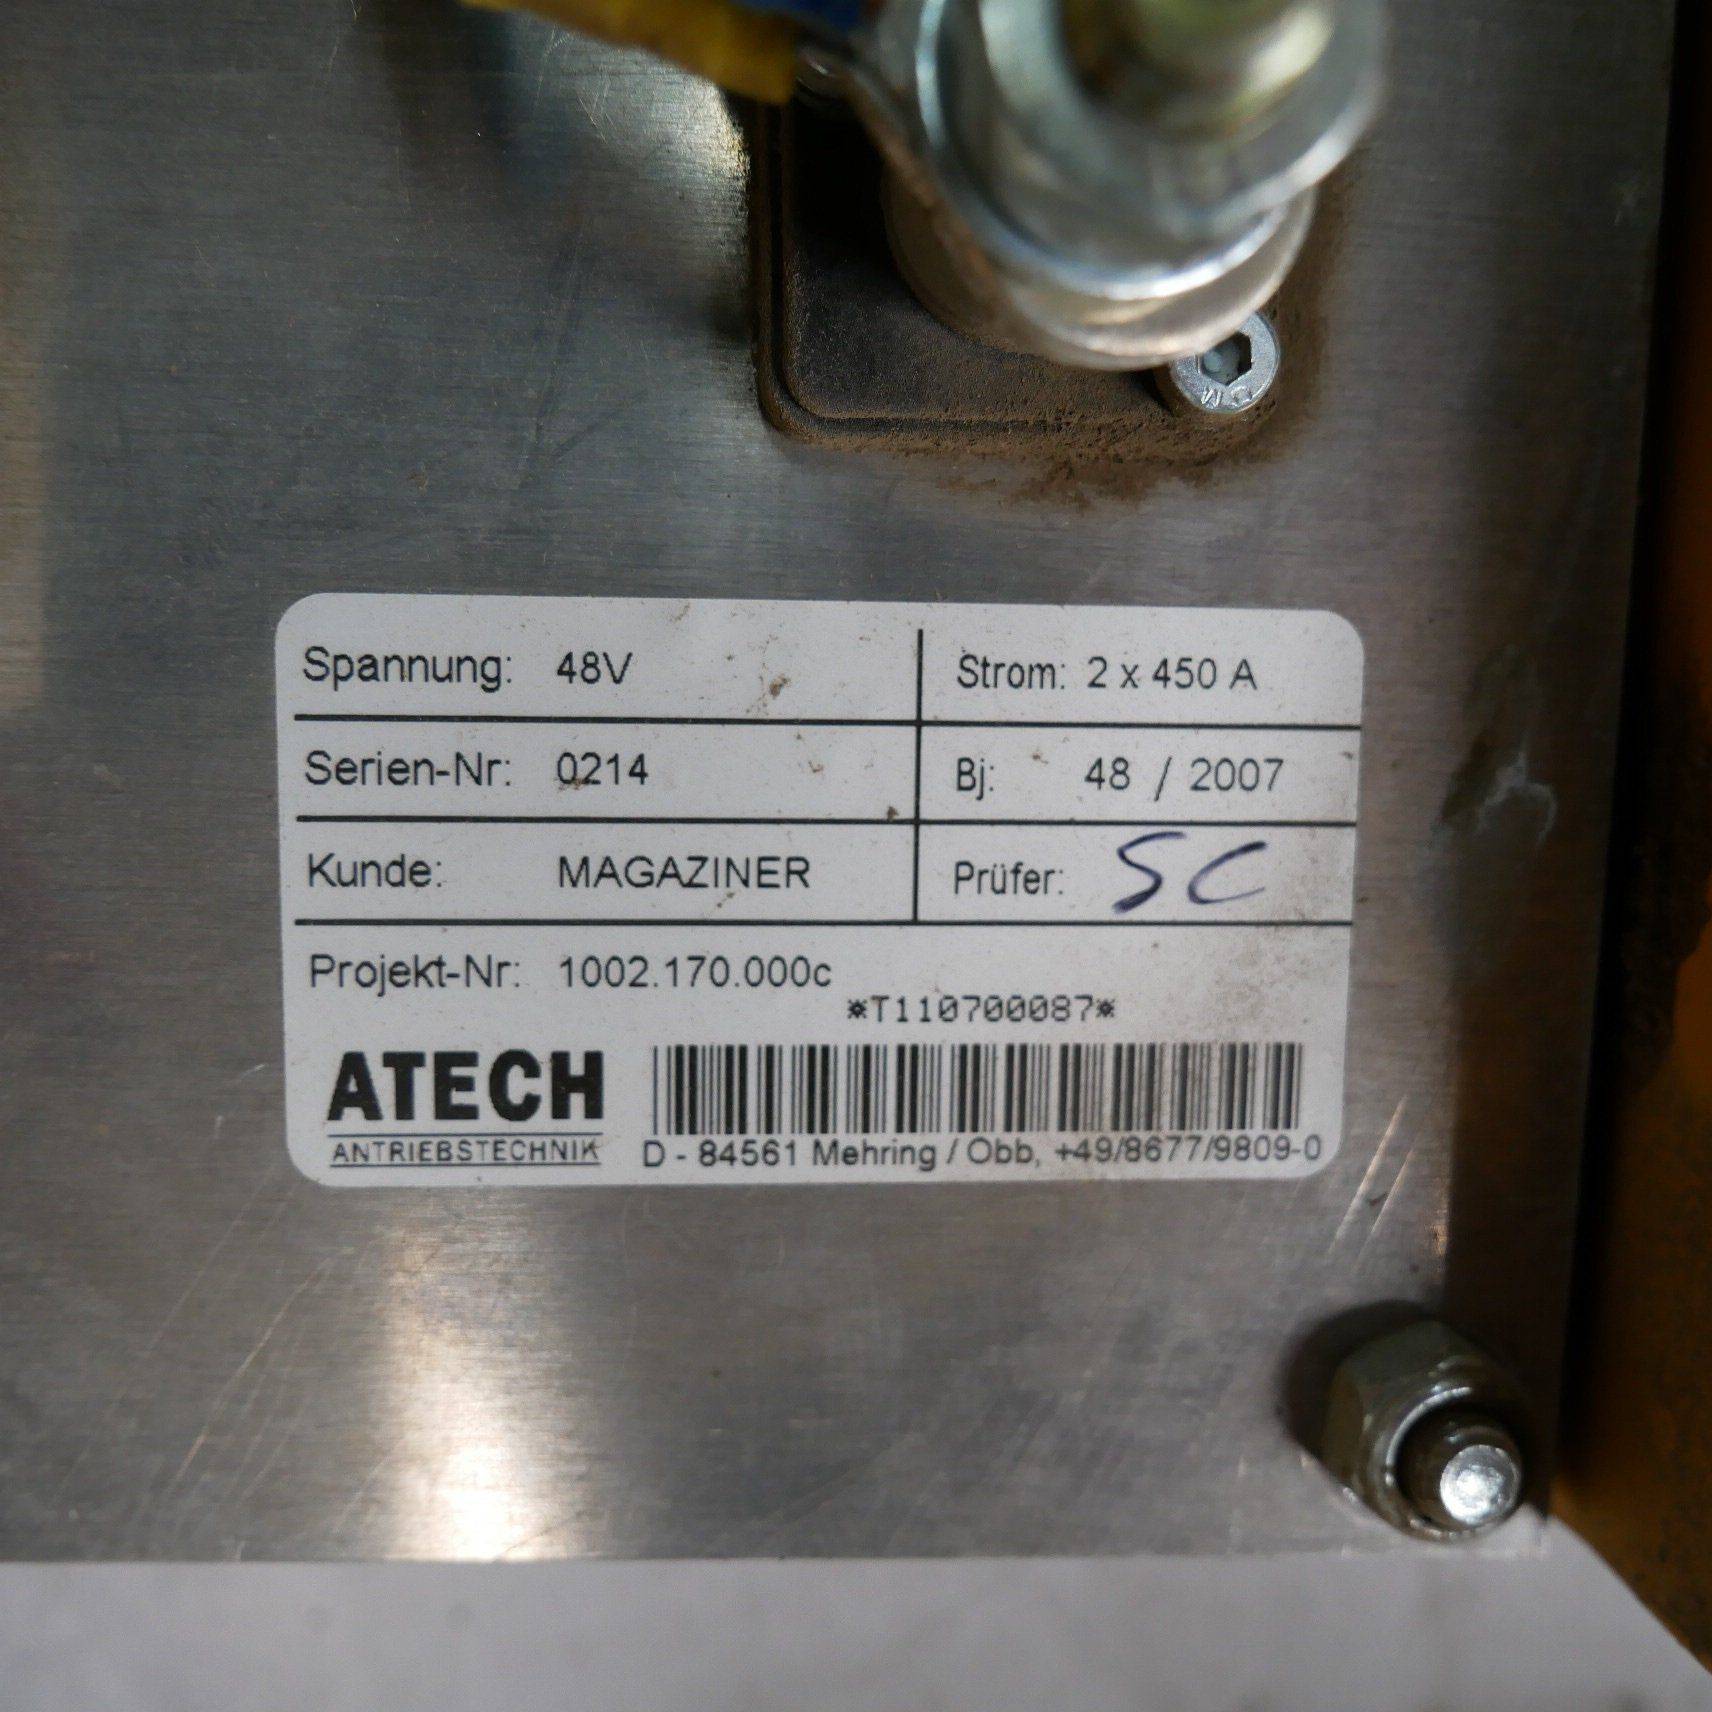 Spannung: 48V Strom: 2 x 450 A
Serien-Nr: 0214 Bj: 48 / 2007
Kunde: MAGAZINER Prüfer: SC
Projekt-Nr: 1002.170.000c
*T110700087*
ATECH
ANTRIEBSTECHNIK
D - 84561 Mehring / Obb, +49/8677/9809-0